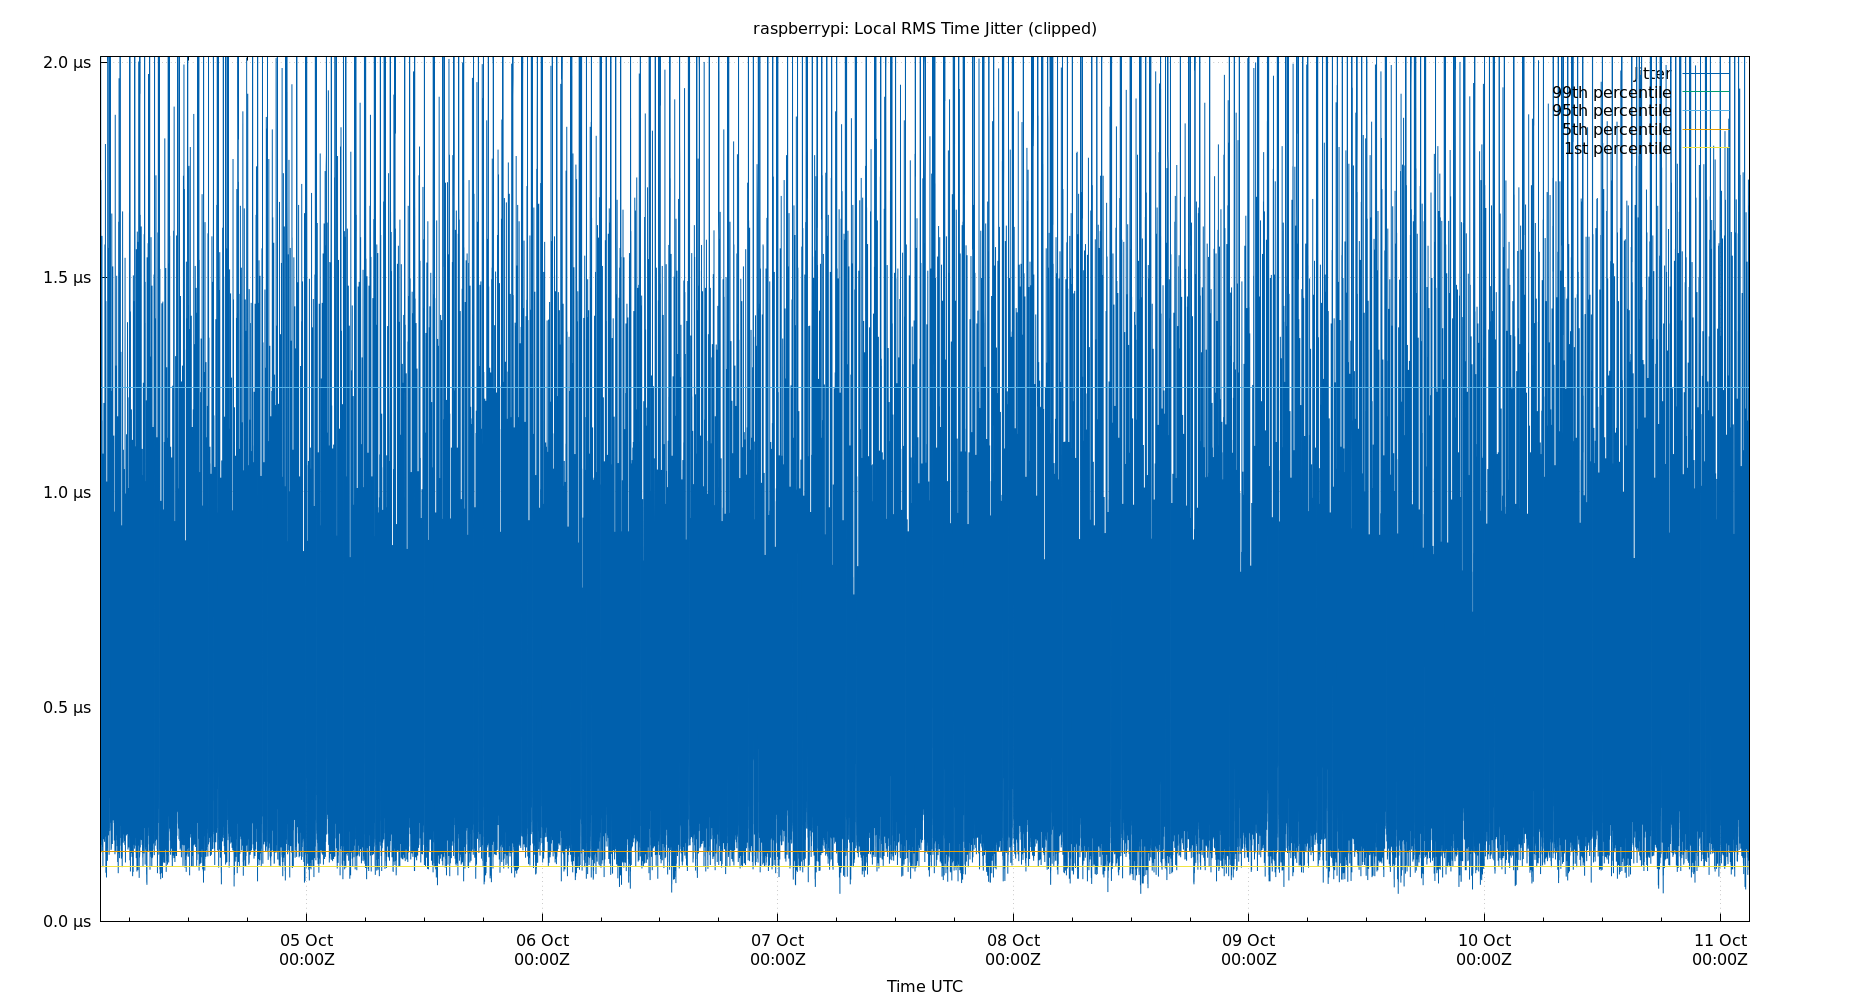 raspberrypi: Local RMS Time Jitter (clipped)
2.0 μs
1.5 μs
1.0 μs
0.5 μs
0.0 μs
Jitter
99th percentile
95th percentile
5th percentile
1st percentile
05 Oct 06 Oct 07 Oct 08 Oct 09 Oct 10 Oct 11 Oct
00:00Z 00:00Z 00:00Z 00:00Z 00:00Z 00:00Z 00:00Z
Time UTC